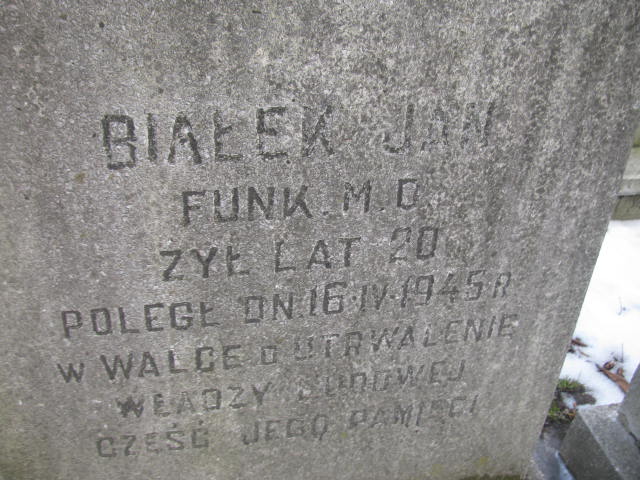 BIAŁEK JAN
FUNK. M.O.
ŻYŁ LAT 20
POLEGŁ DN. 16·IV·1945 R.
W WALCE O UTRWALENIE
WŁADZY LUDOWEJ
CZEŚĆ JEGO PAMIĘCI